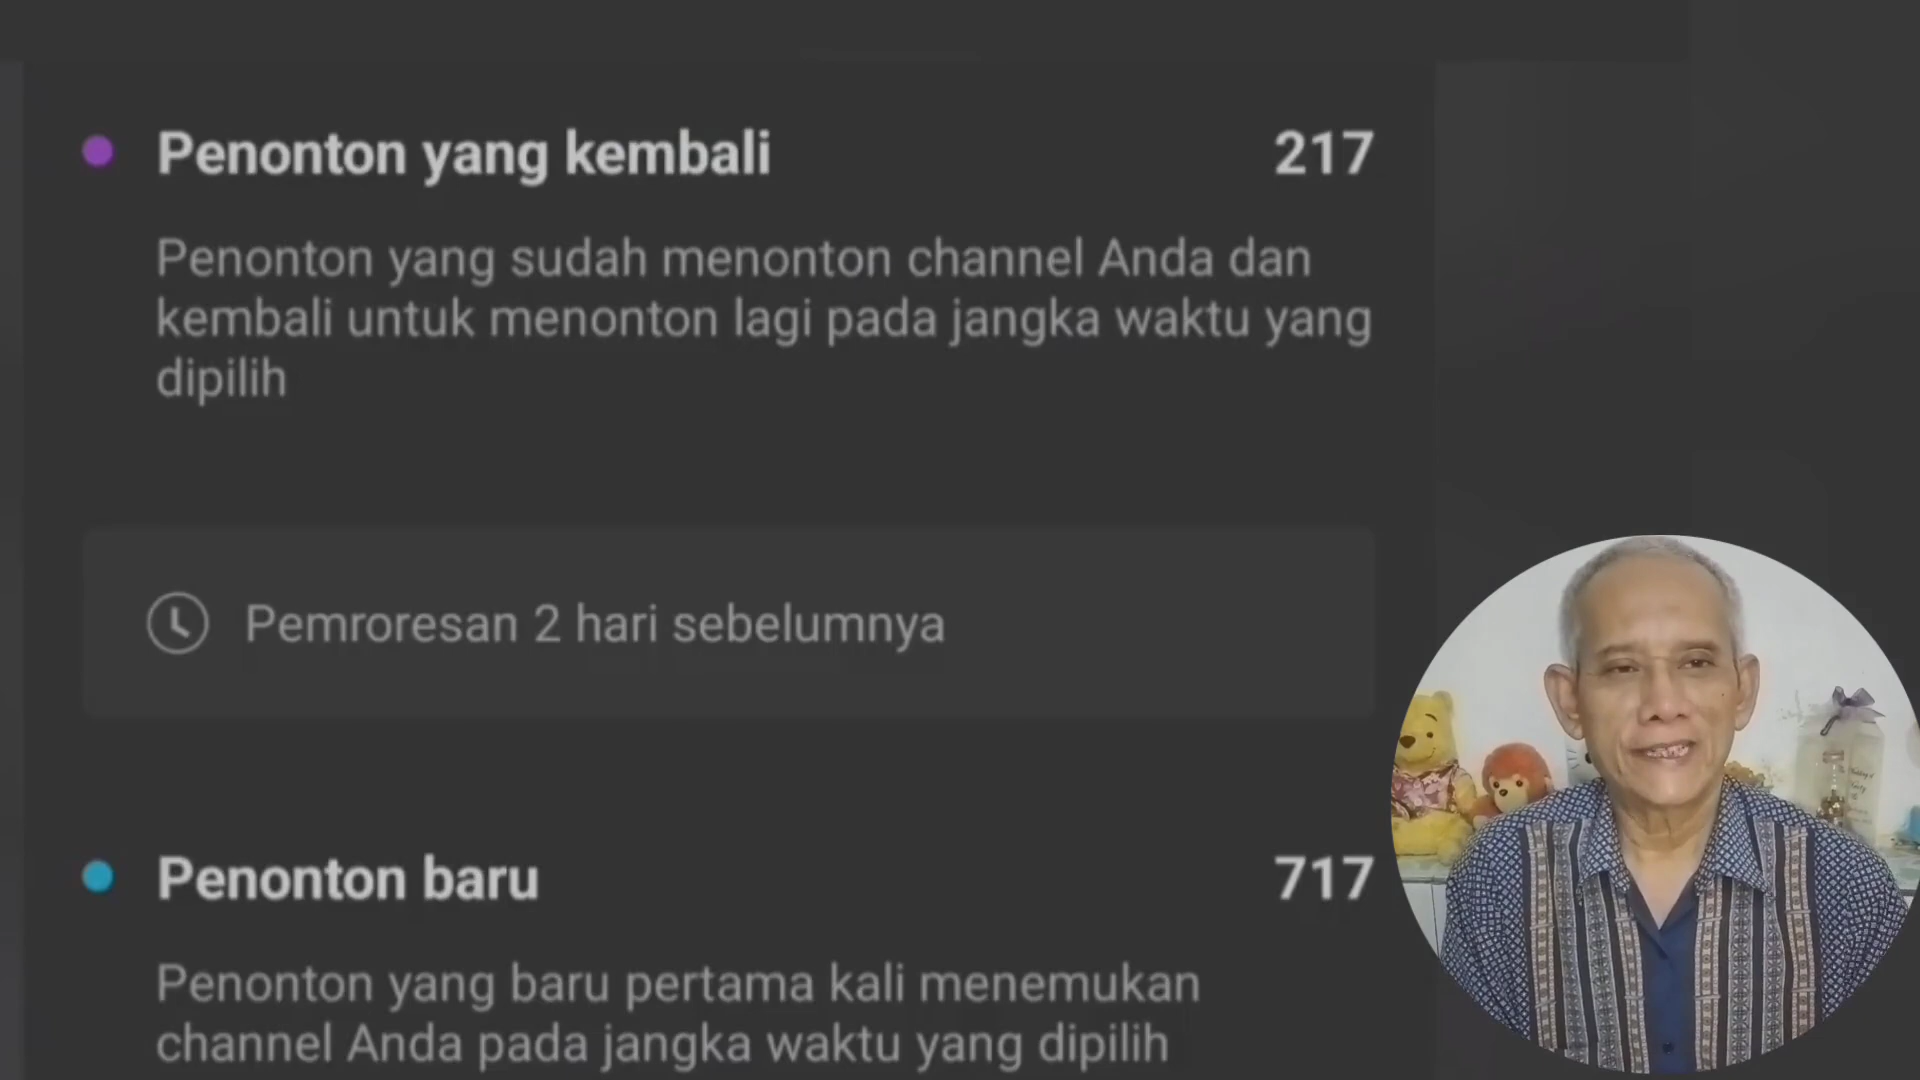 Penonton yang kembali 217
Penonton yang sudah menonton channel Anda dan
kembali untuk menonton lagi pada jangka waktu yang
dipilih
Pemroresan 2 hari sebelumnya
Penonton baru 717
Penonton yang baru pertama kali menemukan
channel Anda pada jangka waktu yang dipilih